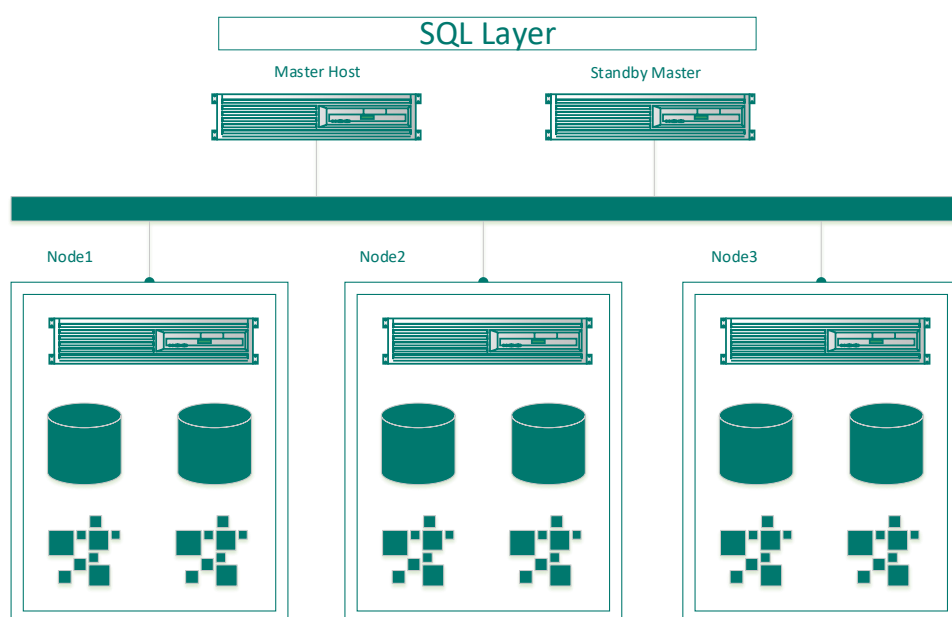 SQL Layer
Master Host
Standby Master
Node1
Node2
Node3